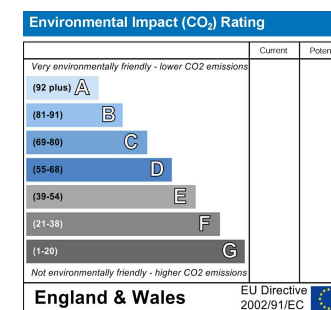 Environmental Impact (CO₂) Rating
Current Poten
Very environmentally friendly - lower CO2 emissions
(92 plus) A
(81-91) B
(69-80) C
(55-68) D
(39-54) E
(21-38) F
(1-20) G
Not environmentally friendly - higher CO2 emissions
England & Wales
EU Directive
2002/91/EC